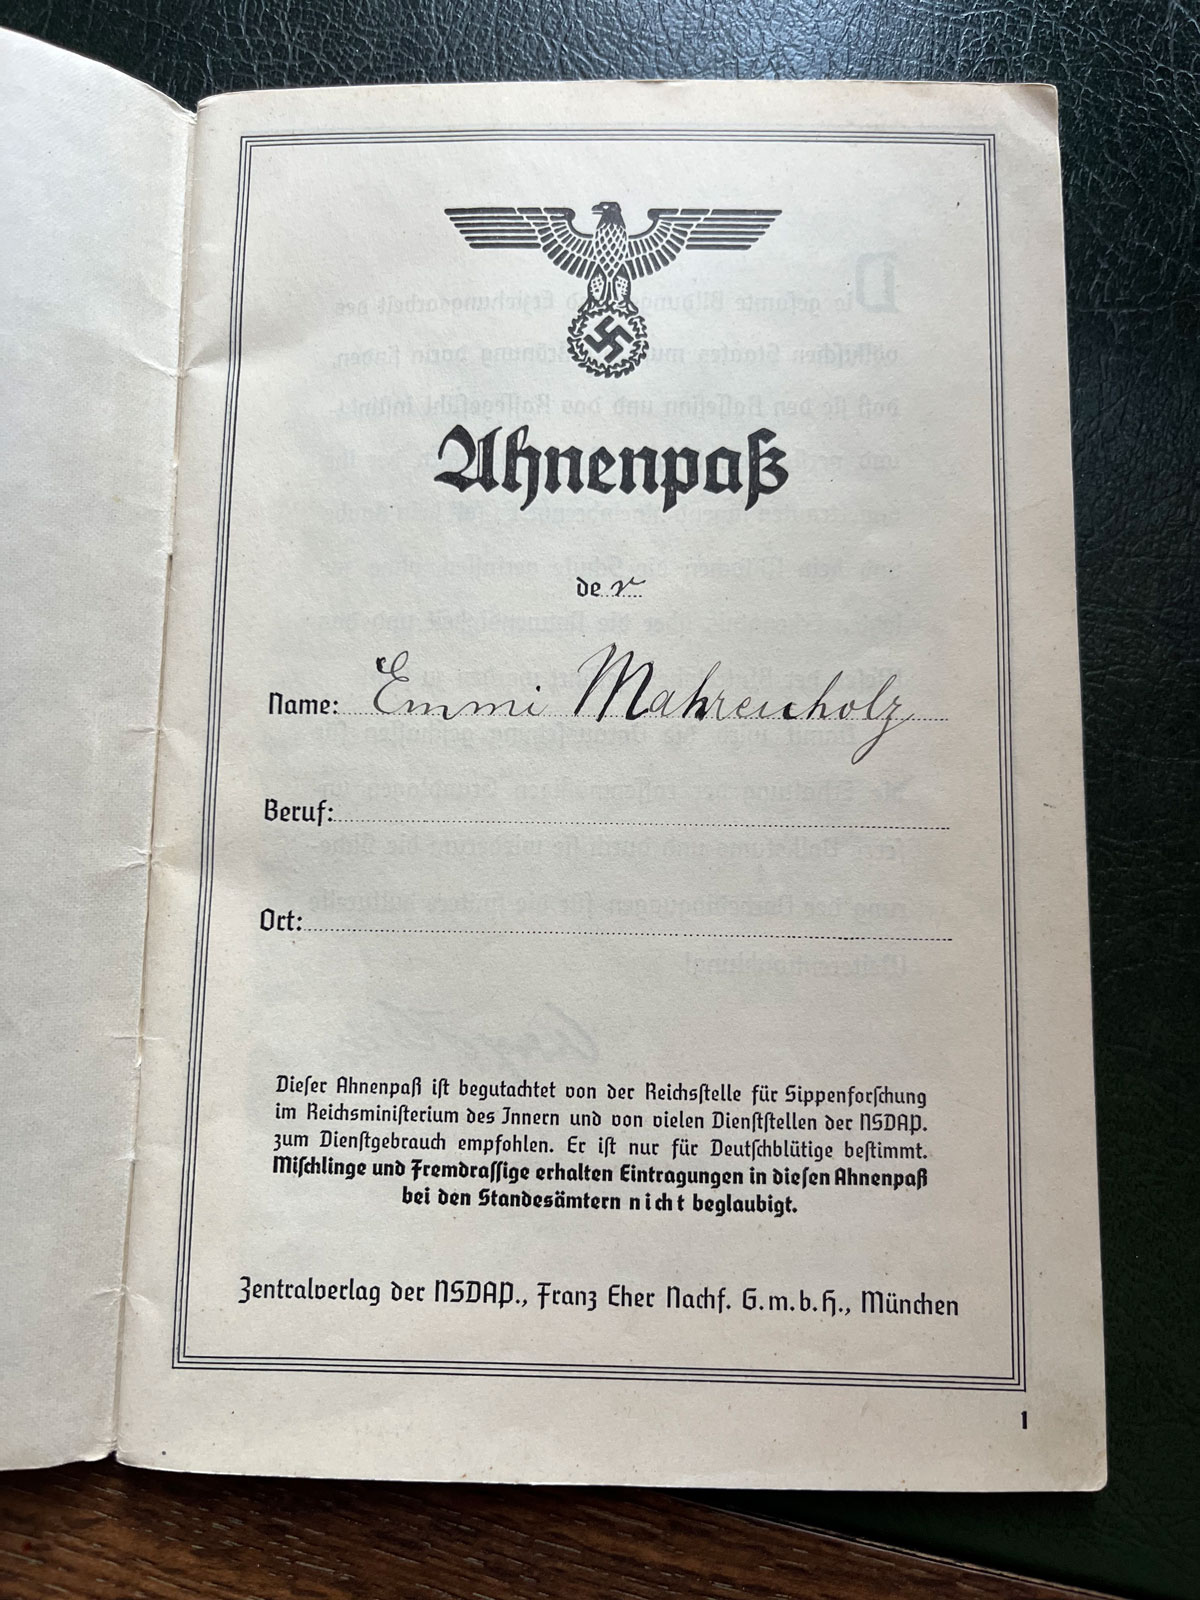 Ahnenpaß
der
Name: Emmi Mahrenholz
Beruf:
Ort:
Dieser Ahnenpaß ist begutachtet von der Reichsstelle für Sippenforschung
im Reichsministerium des Innern und von vielen Dienststellen der NSDAP.
zum Dienstgebrauch empfohlen. Er ist nur für Deutschblütige bestimmt.
Mischlinge und Fremdrassige erhalten Eintragungen in diesen Ahnenpaß
bei den Standesämtern nicht beglaubigt.
Zentralverlag der NSDAP., Franz Eher Nachf. G.m.b.H., München
1